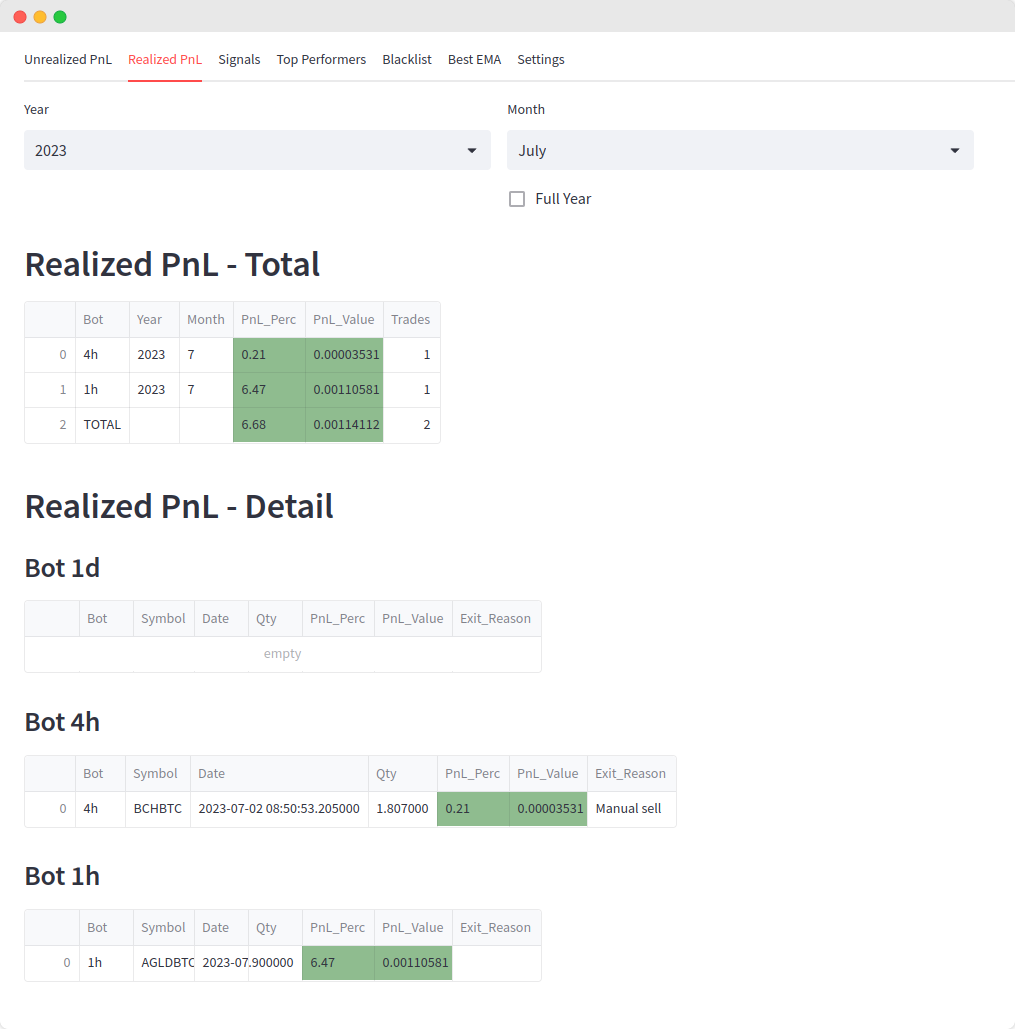 Unrealized PnL Realized PnL Signals Top Performers Blacklist Best EMA Settings
Year Month
2023 July
Full Year
Realized PnL - Total
Bot Year Month PnL_Perc PnL_Value Trades
0 4h 2023 7 0.21 0.00003531 1
1 1h 2023 7 6.47 0.00110581 1
2 TOTAL 6.68 0.00114112 2
Realized PnL - Detail
Bot 1d
Bot Symbol Date Qty PnL_Perc PnL_Value Exit_Reason
empty
Bot 4h
Bot Symbol Date Qty PnL_Perc PnL_Value Exit_Reason
0 4h BCHBTC 2023-07-02 08:50:53.205000 1.807000 0.21 0.00003531 Manual sell
Bot 1h
Bot Symbol Date Qty PnL_Perc PnL_Value Exit_Reason
0 1h AGLDBTC 2023-07 .900000 6.47 0.00110581